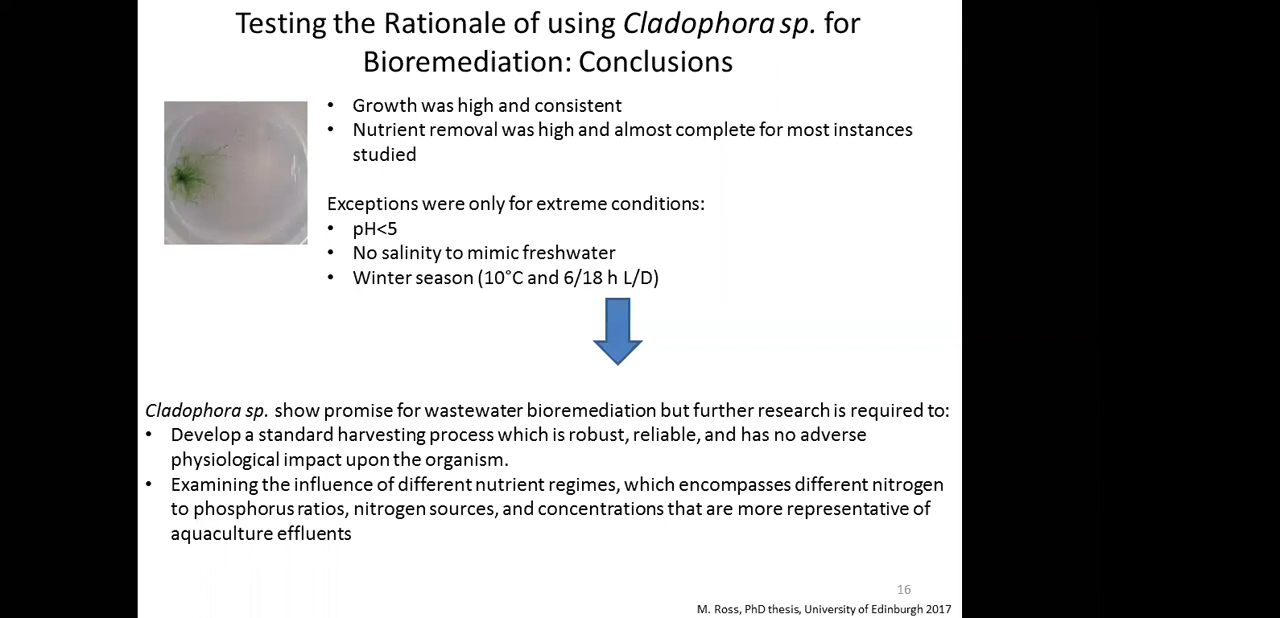 Testing the Rationale of using Cladophora sp. for
Bioremediation: Conclusions
• Growth was high and consistent
• Nutrient removal was high and almost complete for most instances
studied
Exceptions were only for extreme conditions:
• pH<5
• No salinity to mimic freshwater
• Winter season (10°C and 6/18 h L/D)
Cladophora sp. show promise for wastewater bioremediation but further research is required to:
• Develop a standard harvesting process which is robust, reliable, and has no adverse
physiological impact upon the organism.
• Examining the influence of different nutrient regimes, which encompasses different nitrogen
to phosphorus ratios, nitrogen sources, and concentrations that are more representative of
aquaculture effluents
16
M. Ross, PhD thesis, University of Edinburgh 2017